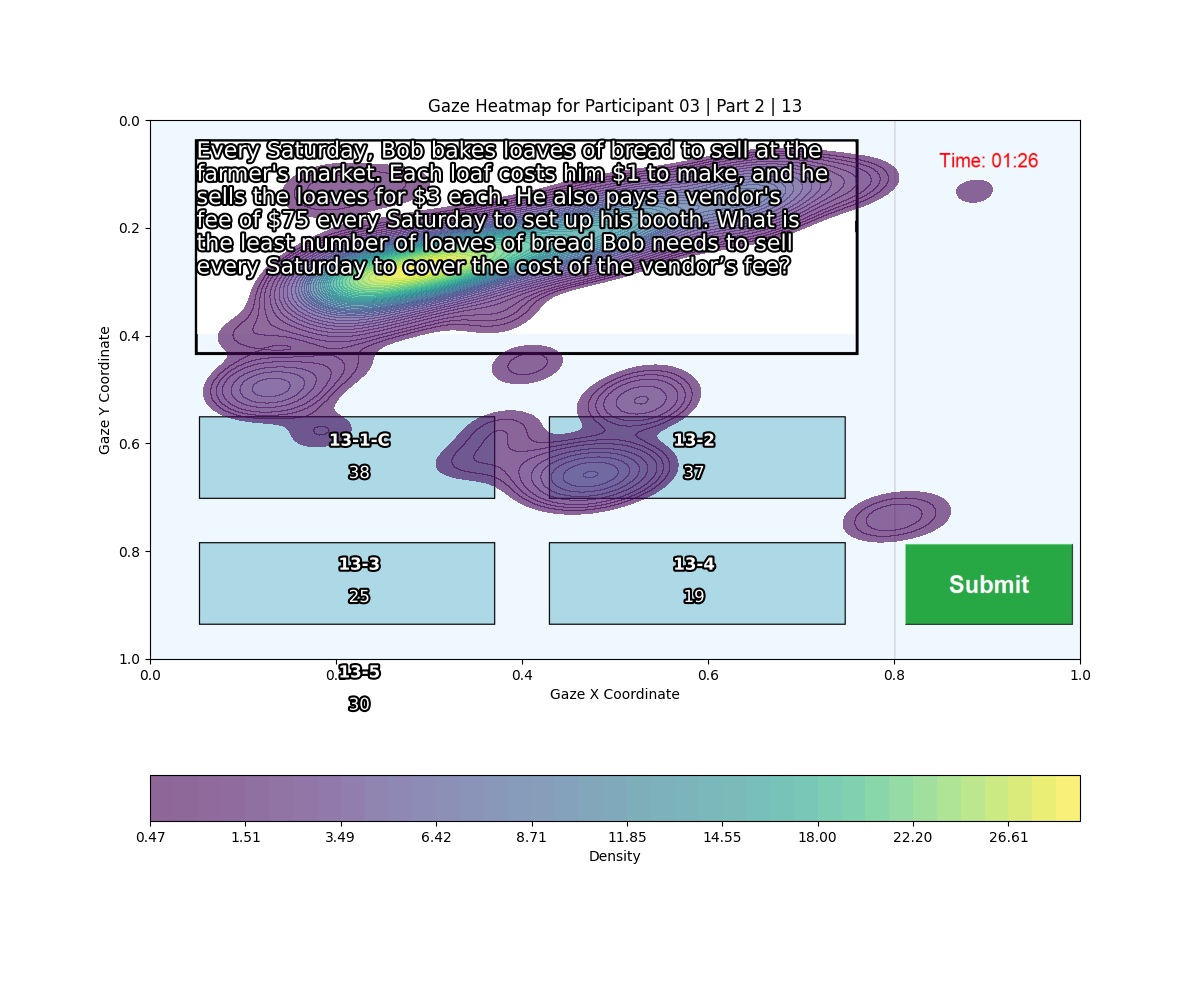 Gaze Heatmap for Participant 03 | Part 2 | 13
Every Saturday, Bob bakes loaves of bread to sell at the
farmer's market. Each loaf costs him $1 to make, and he
sells the loaves for $3 each. He also pays a vendor's
fee of $75 every Saturday to set up his booth. What is
the least number of loaves of bread Bob needs to sell
every Saturday to cover the cost of the vendor’s fee?
Time: 01:26
13-1-C
38
13-2
37
13-3
25
13-4
19
Submit
13-5
30
0.0
0.2
0.4
0.6
0.8
1.0
Gaze Y Coordinate
0.0
0.2
0.4
0.6
0.8
1.0
Gaze X Coordinate
0.47
1.51
3.49
6.42
8.71
11.85
14.55
18.00
22.20
26.61
Density